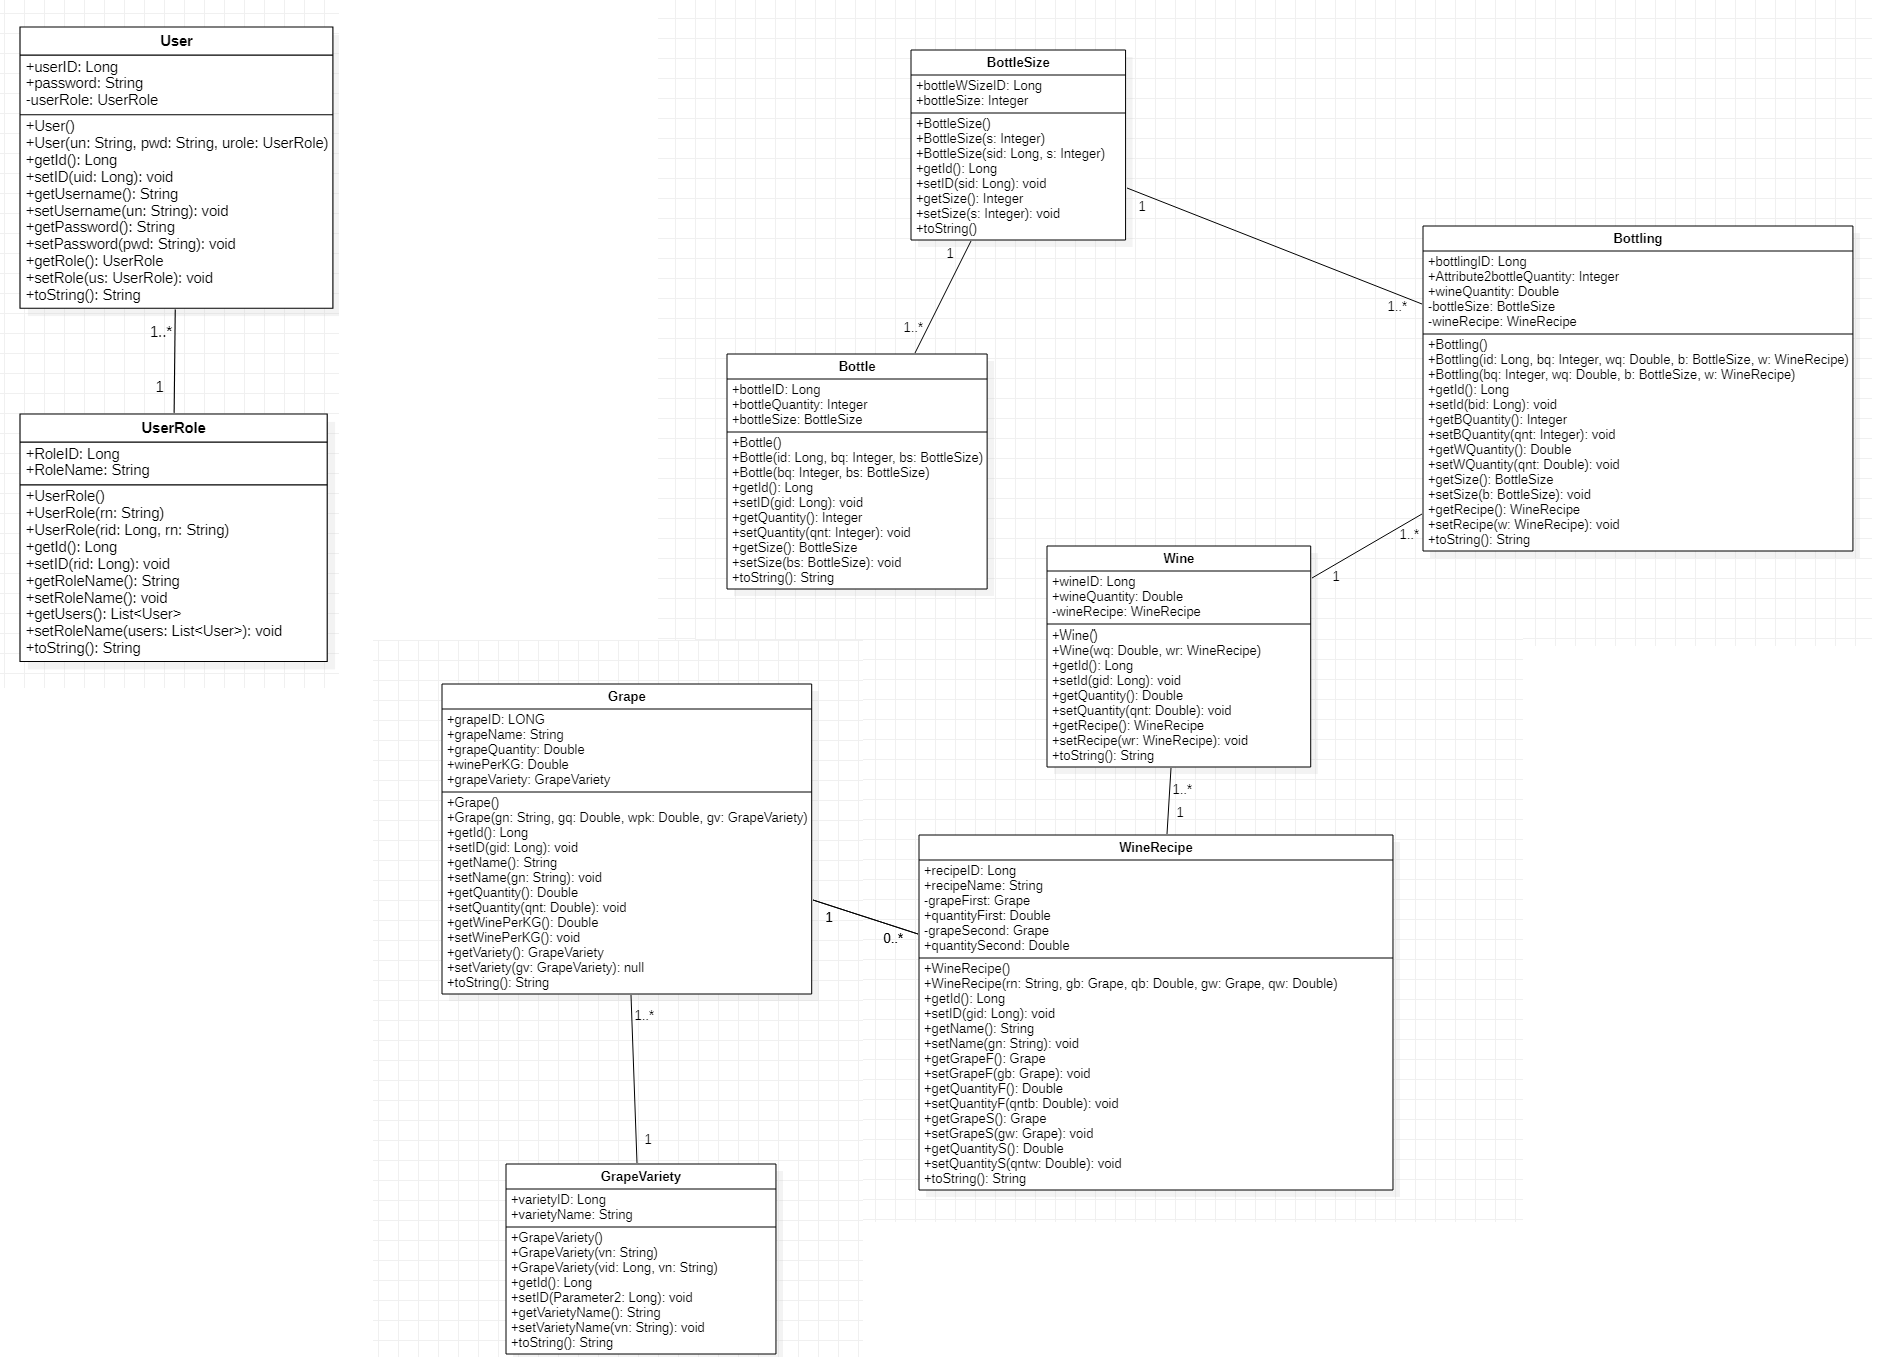 User
+userID: Long
+password: String
-userRole: UserRole
+User()
+User(un: String, pwd: String, urole: UserRole)
+getId(): Long
+setID(uid: Long): void
+getUsername(): String
+setUsername(un: String): void
+getPassword(): String
+setPassword(pwd: String): void
+getRole(): UserRole
+setRole(us: UserRole): void
+toString(): String
1..*
1
UserRole
+RoleID: Long
+RoleName: String
+UserRole()
+UserRole(rn: String)
+UserRole(rid: Long, rn: String)
+getId(): Long
+setID(rid: Long): void
+getRoleName(): String
+setRoleName(): void
+getUsers(): List<User>
+setRoleName(users: List<User>): void
+toString(): String
BottleSize
+bottleWSizeID: Long
+bottleSize: Integer
+BottleSize()
+BottleSize(s: Integer)
+BottleSize(sid: Long, s: Integer)
+getId(): Long
+setID(sid: Long): void
+getSize(): Integer
+setSize(s: Integer): void
+toString()
1
1..*
1
1..*
Bottle
+bottleID: Long
+bottleQuantity: Integer
+bottleSize: BottleSize
+Bottle()
+Bottle(id: Long, bq: Integer, bs: BottleSize)
+Bottle(bq: Integer, bs: BottleSize)
+getId(): Long
+setID(gid: Long): void
+getQuantity(): Integer
+setQuantity(qnt: Integer): void
+getSize(): BottleSize
+setSize(bs: BottleSize): void
+toString(): String
Bottling
+bottlingID: Long
+Attribute2bottleQuantity: Integer
+wineQuantity: Double
-bottleSize: BottleSize
-wineRecipe: WineRecipe
+Bottling()
+Bottling(id: Long, bq: Integer, wq: Double, b: BottleSize, w: WineRecipe)
+Bottling(bq: Integer, wq: Double, b: BottleSize, w: WineRecipe)
+getId(): Long
+setId(bid: Long): void
+getBQuantity(): Integer
+setBQuantity(qnt: Integer): void
+getWQuantity(): Double
+setWQuantity(qnt: Double): void
+getSize(): BottleSize
+setSize(b: BottleSize): void
+getRecipe(): WineRecipe
+setRecipe(w: WineRecipe): void
+toString(): String
1..*
1
Wine
+wineID: Long
+wineQuantity: Double
-wineRecipe: WineRecipe
+Wine()
+Wine(wq: Double, wr: WineRecipe)
+getId(): Long
+setId(gid: Long): void
+getQuantity(): Double
+setQuantity(qnt: Double): void
+getRecipe(): WineRecipe
+setRecipe(wr: WineRecipe): void
+toString(): String
1..*
1
Grape
+grapeID: LONG
+grapeName: String
+grapeQuantity: Double
+winePerKG: Double
+grapeVariety: GrapeVariety
+Grape()
+Grape(gn: String, gq: Double, wpk: Double, gv: GrapeVariety)
+getId(): Long
+setID(gid: Long): void
+getName(): String
+setName(gn: String): void
+getQuantity(): Double
+setQuantity(qnt: Double): void
+getWinePerKG(): Double
+setWinePerKG(): void
+getVariety(): GrapeVariety
+setVariety(gv: GrapeVariety): null
+toString(): String
1
0..*
WineRecipe
+recipeID: Long
+recipeName: String
-grapeFirst: Grape
+quantityFirst: Double
-grapeSecond: Grape
+quantitySecond: Double
+WineRecipe()
+WineRecipe(rn: String, gb: Grape, qb: Double, gw: Grape, qw: Double)
+getId(): Long
+setID(gid: Long): void
+getName(): String
+setName(gn: String): void
+getGrapeF(): Grape
+setGrapeF(gb: Grape): void
+getQuantityF(): Double
+setQuantityF(qntb: Double): void
+getGrapeS(): Grape
+setGrapeS(gw: Grape): void
+getQuantityS(): Double
+setQuantityS(qntw: Double): void
+toString(): String
1..*
1
GrapeVariety
+varietyID: Long
+varietyName: String
+GrapeVariety()
+GrapeVariety(vn: String)
+GrapeVariety(vid: Long, vn: String)
+getId(): Long
+setID(Parameter2: Long): void
+getVarietyName(): String
+setVarietyName(vn: String): void
+toString(): String